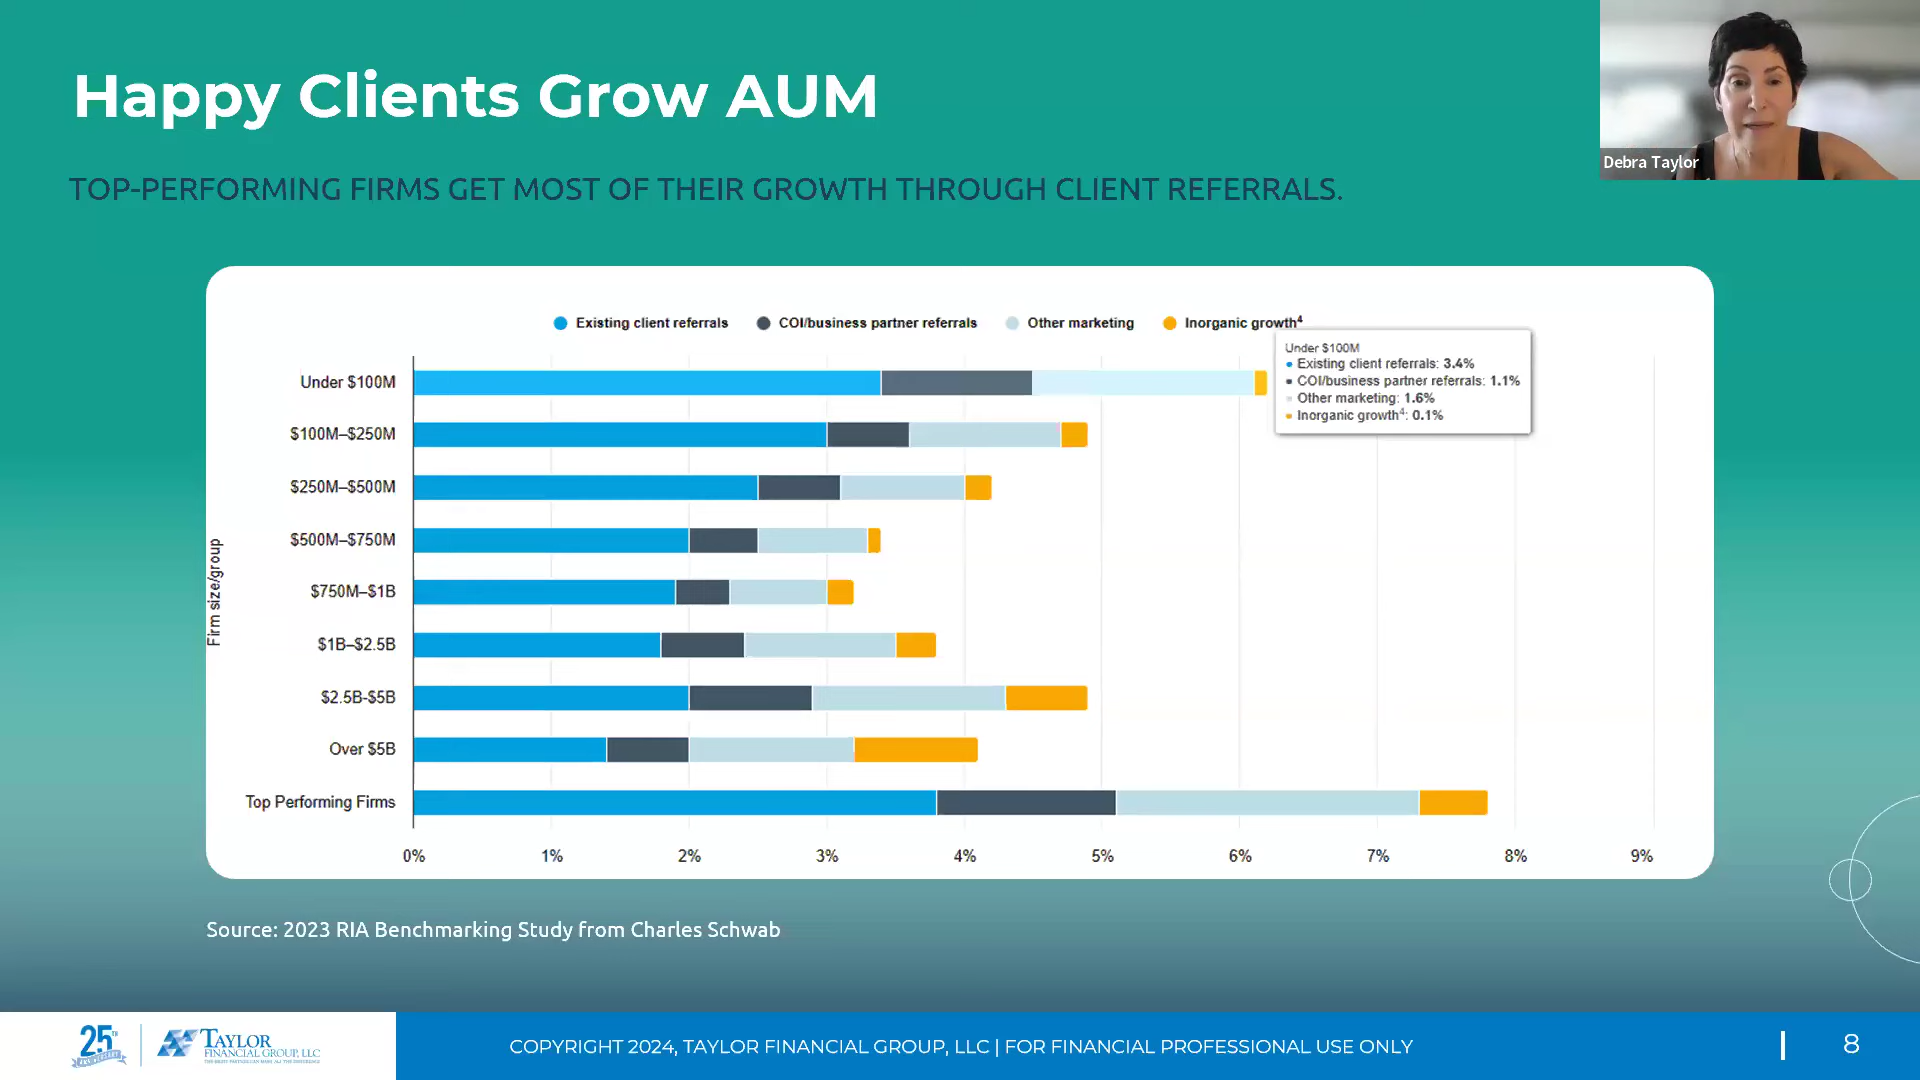 Happy Clients Grow AUM
TOP-PERFORMING FIRMS GET MOST OF THEIR GROWTH THROUGH CLIENT REFERRALS.
Debra Taylor
Existing client referrals
COI/business partner referrals
Other marketing
Inorganic growth⁴
Under $100M
Existing client referrals: 3.4%
COI/business partner referrals: 1.1%
Other marketing: 1.6%
Inorganic growth⁴: 0.1%
Firm size/group
Under $100M
$100M–$250M
$250M–$500M
$500M–$750M
$750M–$1B
$1B–$2.5B
$2.5B-$5B
Over $5B
Top Performing Firms
0% 1% 2% 3% 4% 5% 6% 7% 8% 9%
Source: 2023 RIA Benchmarking Study from Charles Schwab
25TH
ANNIVERSARY
TAYLOR
FINANCIAL GROUP, LLC
COPYRIGHT 2024, TAYLOR FINANCIAL GROUP, LLC | FOR FINANCIAL PROFESSIONAL USE ONLY
8